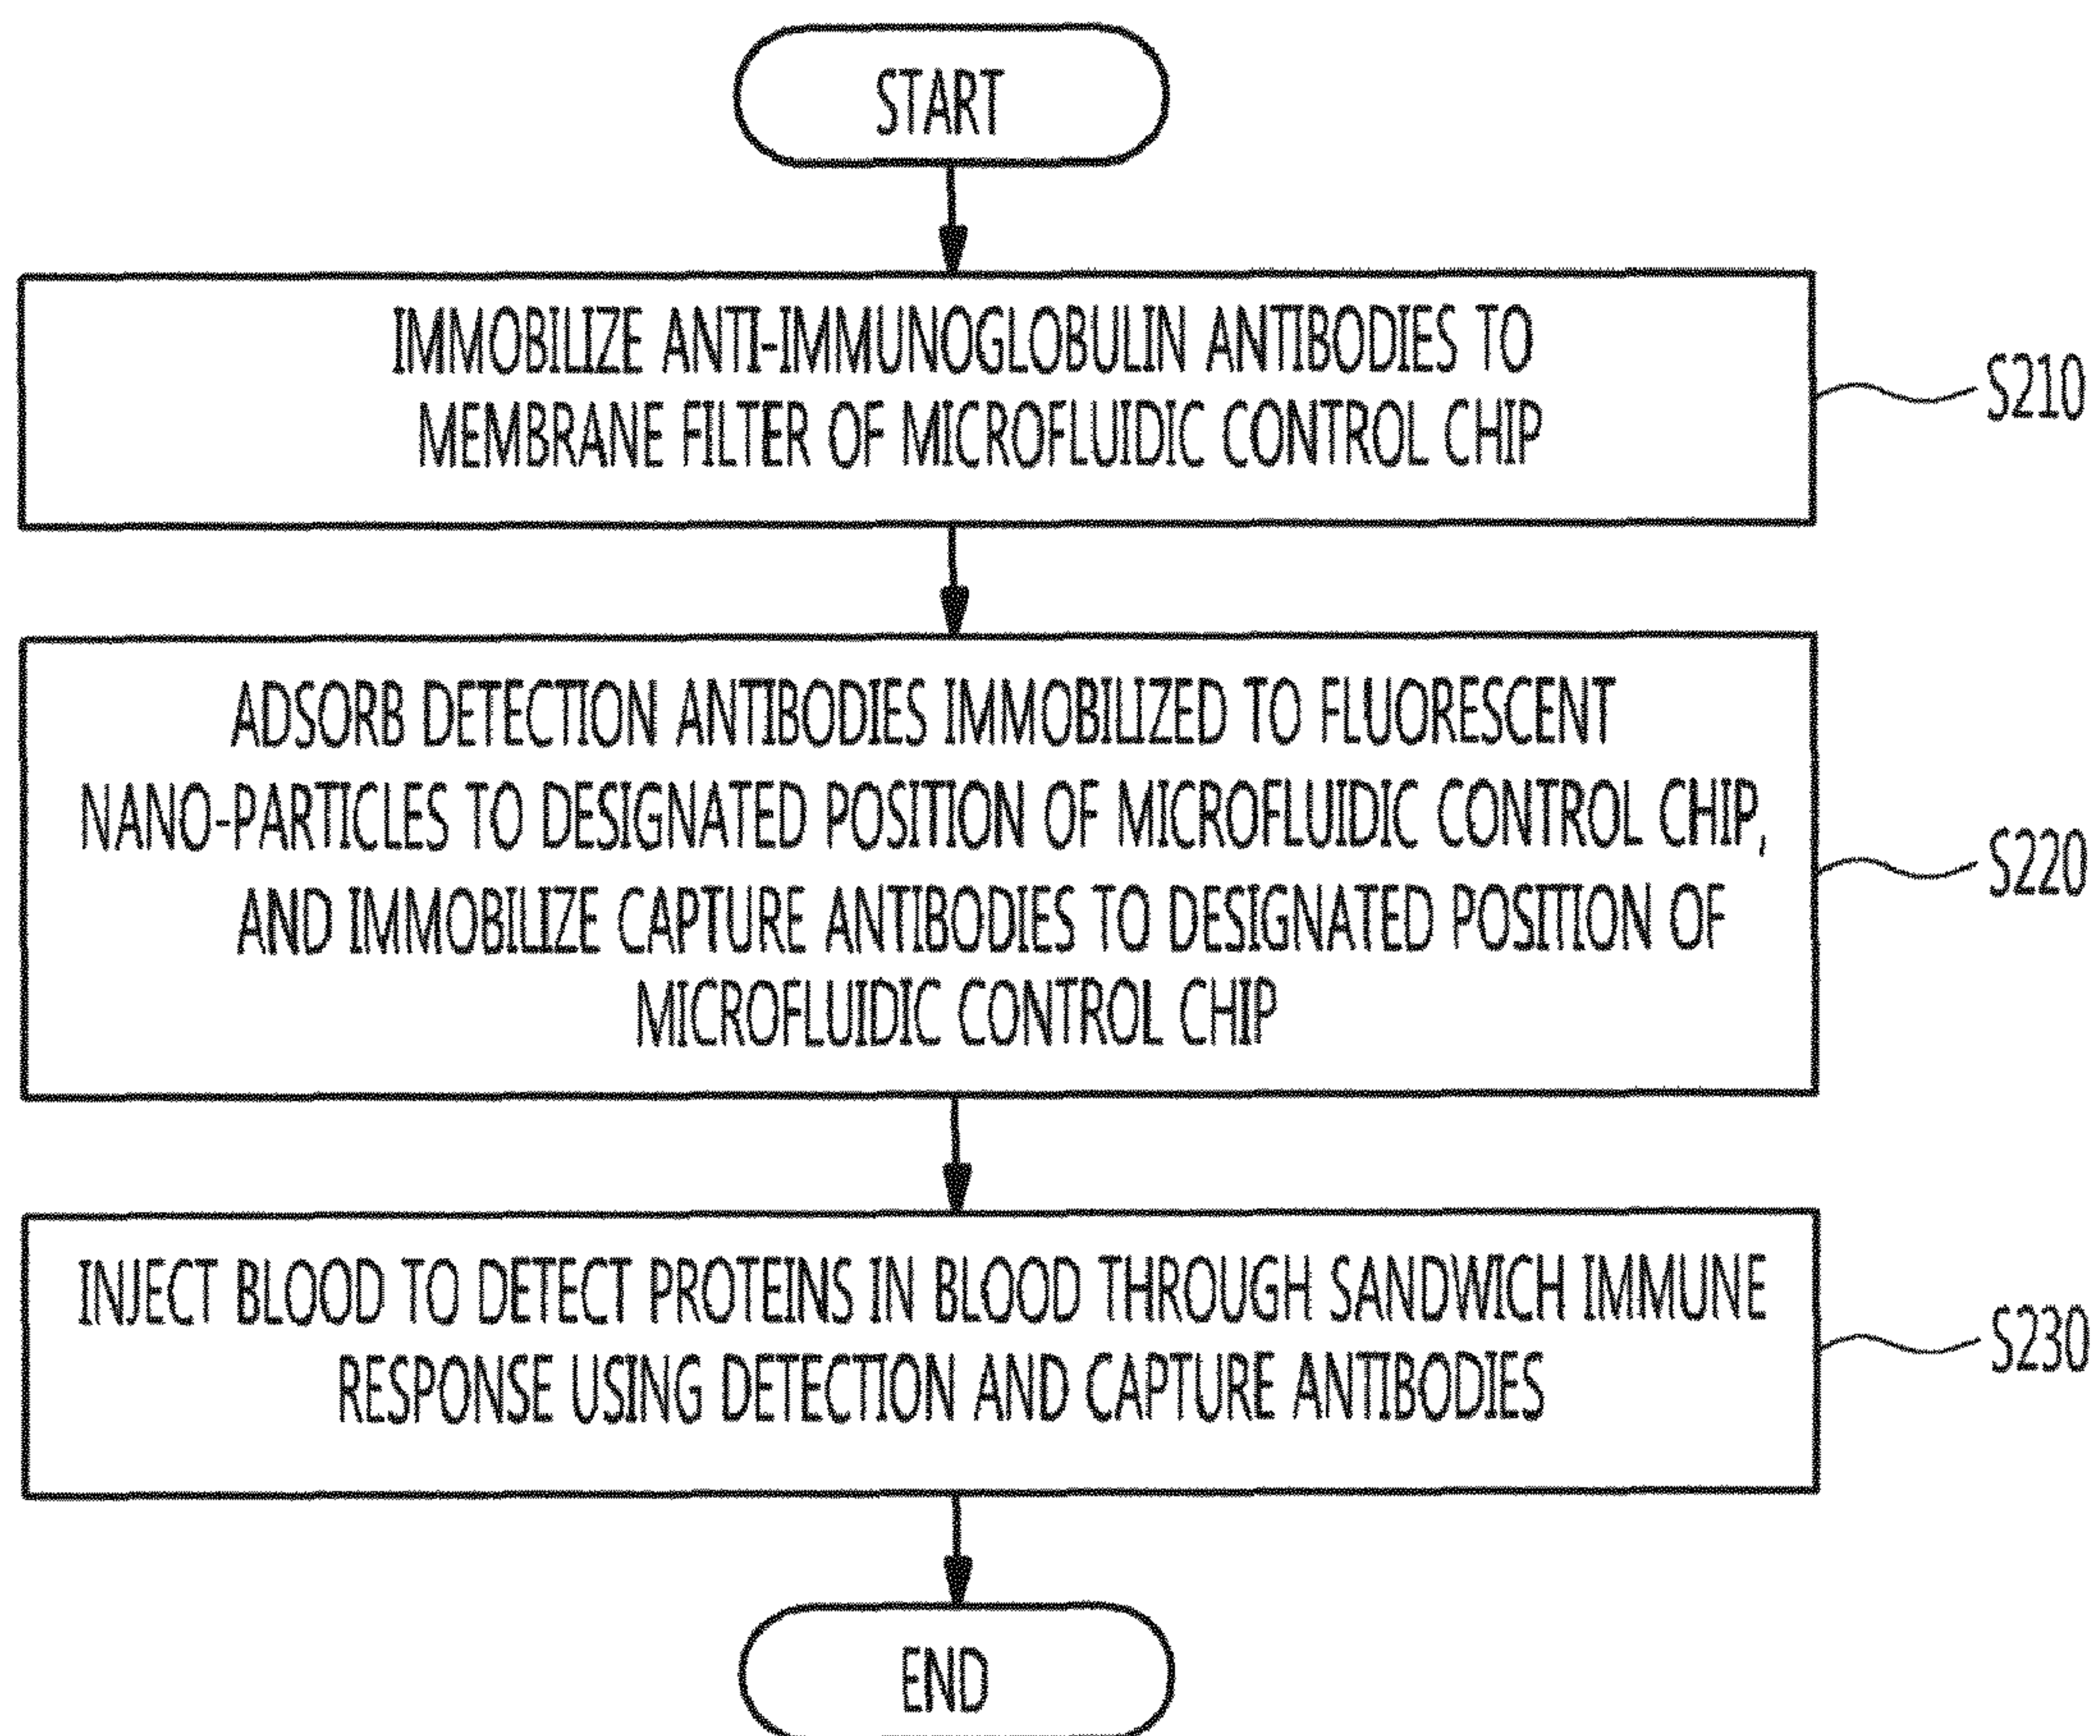 START
IMMOBILIZE ANTI-IMMUNOGLOBULIN ANTIBODIES TO
MEMBRANE FILTER OF MICROFLUIDIC CONTROL CHIP
S210
ADSORB DETECTION ANTIBODIES IMMOBILIZED TO FLUORESCENT
NANO-PARTICLES TO DESIGNATED POSITION OF MICROFLUIDIC CONTROL CHIP,
AND IMMOBILIZE CAPTURE ANTIBODIES TO DESIGNATED POSITION OF
MICROFLUIDIC CONTROL CHIP
S220
INJECT BLOOD TO DETECT PROTEINS IN BLOOD THROUGH SANDWICH IMMUNE
RESPONSE USING DETECTION AND CAPTURE ANTIBODIES
S230
END